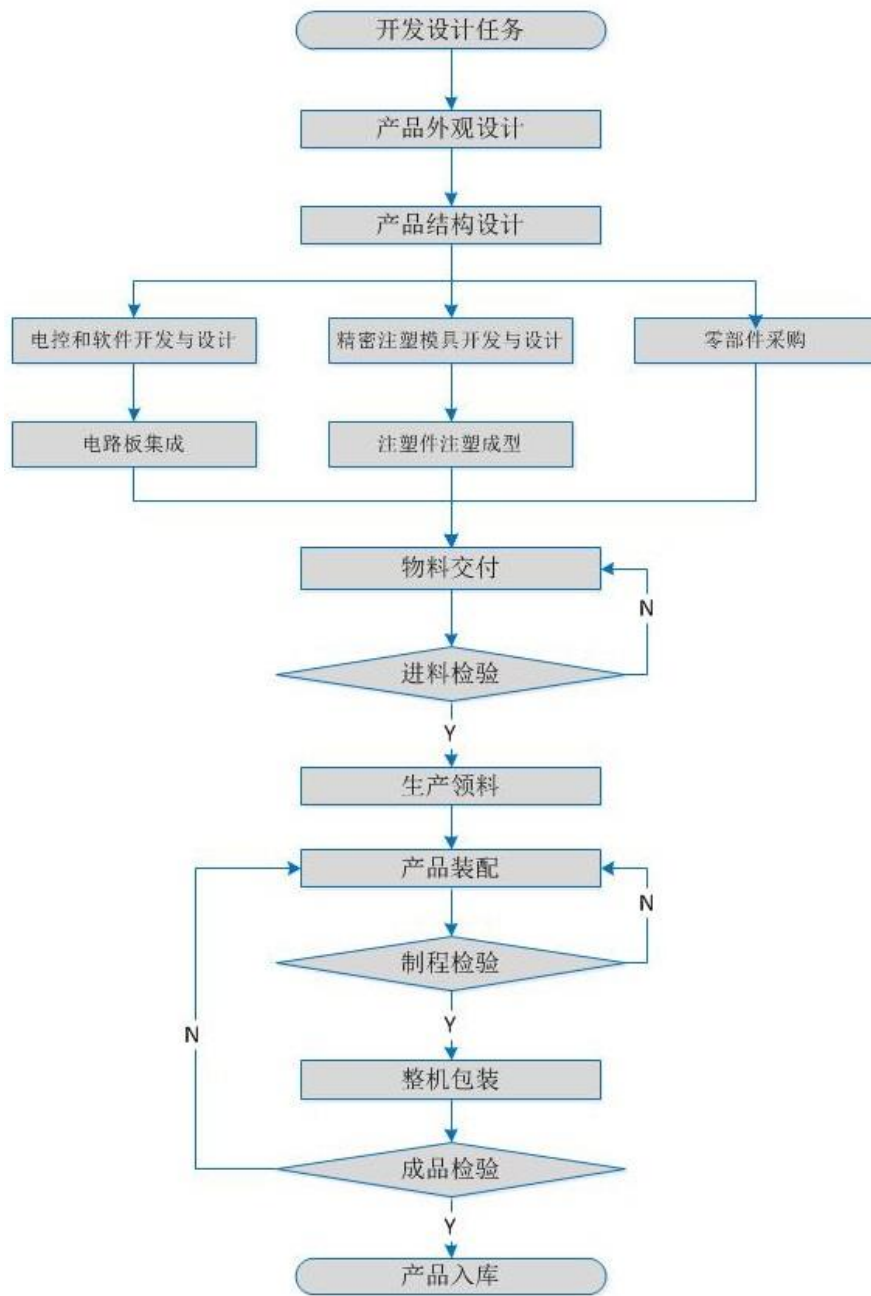 开发设计任务
产品外观设计
产品结构设计
电控和软件开发与设计
精密注塑模具开发与设计
零部件采购
电路板集成
注塑件注塑成型
物料交付
N
进料检验
Y
生产领料
产品装配
N
制程检验
Y
N
整机包装
成品检验
Y
产品入库